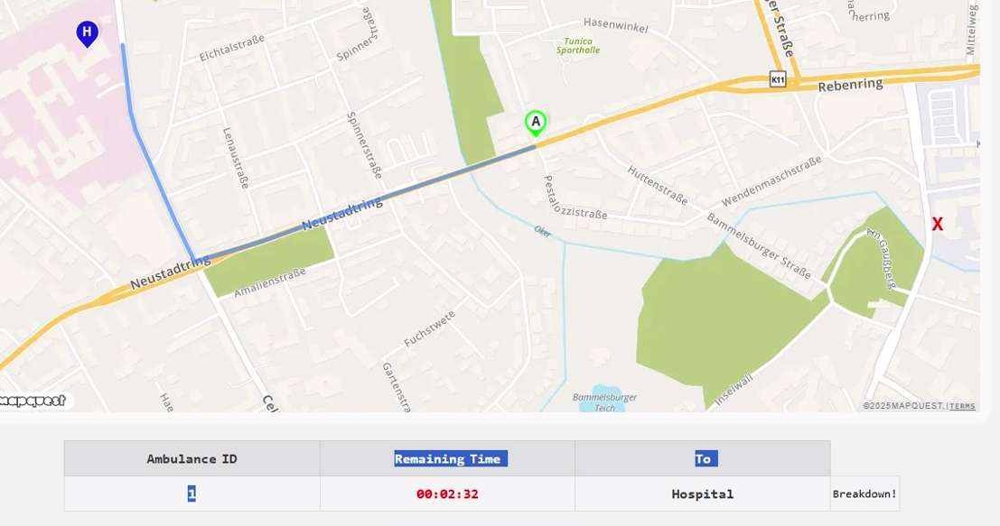 H
Eichtalstraße
Spinners
straße
Hasenwinkel
Tunica
Sporthalle
er Straße
herring
Mittelweg
K11
Rebenring
A
Lenaustraße
Spinnerstraße
Neustadtring
Pestalozzistraße
Huttenstraße
Wendenmaschstraße
Bammelsburger Straße
Oker
X
Am Gaußberg
Neustadtring
Amalienstraße
Fuchstwete
Gartenstra
Hae
Cel
Bammelsburger
Teich
Inselwall
mapquest
©2025MAPQUEST, | TERMS
Ambulance ID Remaining Time To
1 00:02:32 Hospital Breakdown!